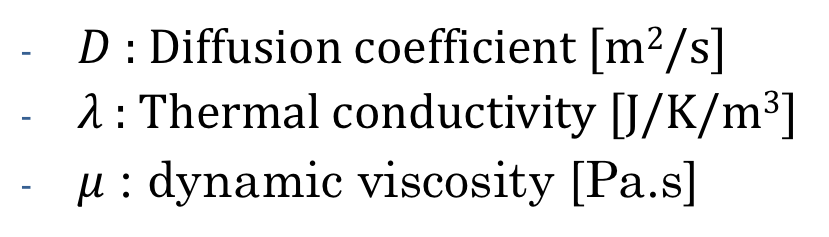 - D : Diffusion coefficient [m²/s]
- λ : Thermal conductivity [J/K/m³]
- μ : dynamic viscosity [Pa.s]